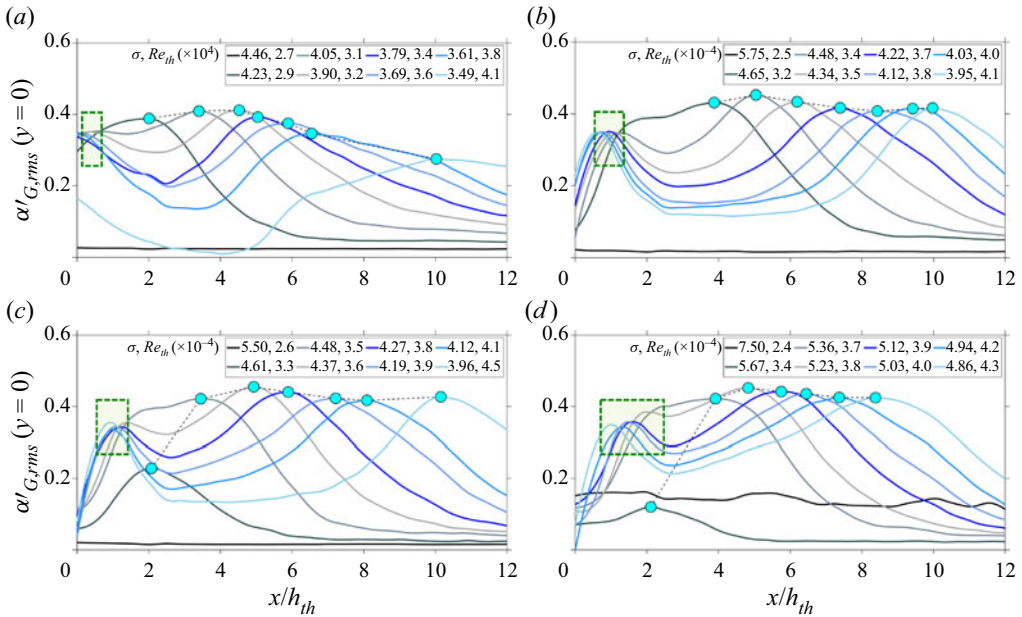 (a) (b)
0.6 0.6
σ, Re_th (×10⁴) 4.46, 2.7 4.05, 3.1 3.79, 3.4 3.61, 3.8
4.23, 2.9 3.90, 3.2 3.69, 3.6 3.49, 4.1
σ, Re_th (×10⁻⁴) 5.75, 2.5 4.48, 3.4 4.22, 3.7 4.03, 4.0
4.65, 3.2 4.34, 3.5 4.12, 3.8 3.95, 4.1
α′_G,rms (y = 0)
0.4 0.4
0.2 0.2
0 2 4 6 8 10 12 0 2 4 6 8 10 12
(c) (d)
0.6 0.6
σ, Re_th (×10⁻⁴) 5.50, 2.6 4.48, 3.5 4.27, 3.8 4.12, 4.1
4.61, 3.3 4.37, 3.6 4.19, 3.9 3.96, 4.5
σ, Re_th (×10⁻⁴) 7.50, 2.4 5.36, 3.7 5.12, 3.9 4.94, 4.2
5.67, 3.4 5.23, 3.8 5.03, 4.0 4.86, 4.3
α′_G,rms (y = 0)
0.4 0.4
0.2 0.2
0 2 4 6 8 10 12 0 2 4 6 8 10 12
x/h_th x/h_th